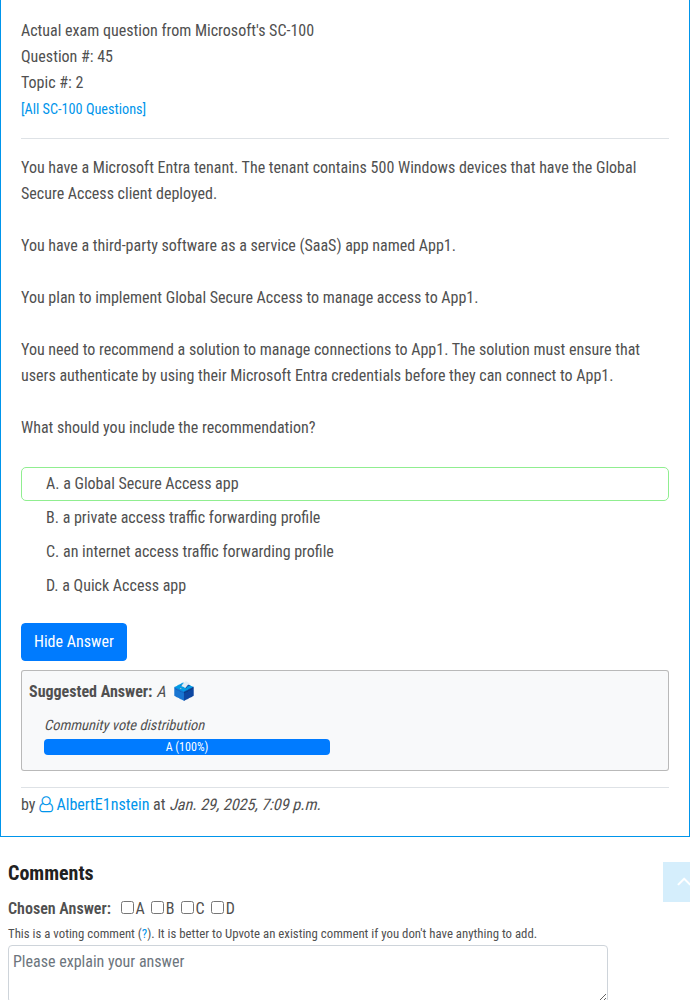 Actual exam question from Microsoft's SC-100
Question #: 45
Topic #: 2
[All SC-100 Questions]
You have a Microsoft Entra tenant. The tenant contains 500 Windows devices that have the Global
Secure Access client deployed.
You have a third-party software as a service (SaaS) app named App1.
You plan to implement Global Secure Access to manage access to App1.
You need to recommend a solution to manage connections to App1. The solution must ensure that
users authenticate by using their Microsoft Entra credentials before they can connect to App1.
What should you include the recommendation?
A. a Global Secure Access app
B. a private access traffic forwarding profile
C. an internet access traffic forwarding profile
D. a Quick Access app
Hide Answer
Suggested Answer: A
Community vote distribution
A (100%)
by AlbertE1nstein at Jan. 29, 2025, 7:09 p.m.
Comments
Chosen Answer: A B C D
This is a voting comment (?). It is better to Upvote an existing comment if you don't have anything to add.
Please explain your answer